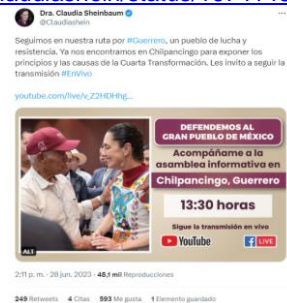 Dra. Claudia Sheinbaum
@Claudiashein
Seguimos en nuestra ruta por #Guerrero, un pueblo de lucha y
resistencia. Ya nos encontramos en Chilpancingo para exponer los
principios y las causas de la Cuarta Transformación. Les invito a seguir la
transmisión #EnVivo
youtube.com/live/v_Z2HDHhg...
DEFENDEMOS AL
GRAN PUEBLO DE MÉXICO
Acompáñame a la
asamblea informativa en
Chilpancingo, Guerrero
13:30 horas
Sigue la transmisión en vivo
YouTube LIVE
ALT
2:11 p. m. · 28 jun. 2023 · 48,1 mil Reproducciones
249 Retweets 4 Citas 593 Me gusta 1 Elemento guardado